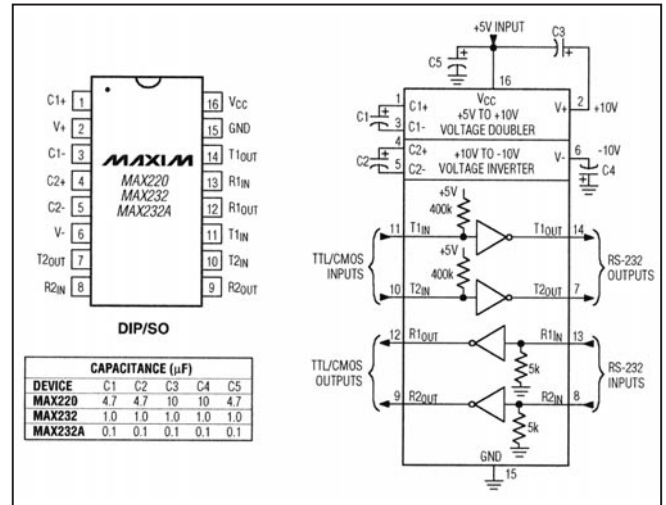 C1+ 1
V+ 2
C1- 3
C2+ 4
C2- 5
V- 6
T2OUT 7
R2IN 8
MAXIM
MAX220
MAX232
MAX232A
16 VCC
15 GND
14 T1OUT
13 R1IN
12 R1OUT
11 T1IN
10 T2IN
9 R2OUT
DIP/SO
CAPACITANCE (μF)
DEVICE C1 C2 C3 C4 C5
MAX220 4.7 4.7 10 10 4.7
MAX232 1.0 1.0 1.0 1.0 1.0
MAX232A 0.1 0.1 0.1 0.1 0.1
+5V INPUT
C3
+
C5
+
16
1
C1+
VCC
2
V+
+10V
C1
+
3
C1-
+5V TO +10V
VOLTAGE DOUBLER
4
C2+
C2
+
5
C2-
+10V TO -10V
VOLTAGE INVERTER
6
V-
-10V
C4
+
+5V
400k
11 T1IN
T1OUT 14
+5V
400k
TTL/CMOS
INPUTS
RS-232
OUTPUTS
10 T2IN
T2OUT 7
12 R1OUT
R1IN 13
5k
TTL/CMOS
OUTPUTS
RS-232
INPUTS
9 R2OUT
R2IN 8
5k
GND
15